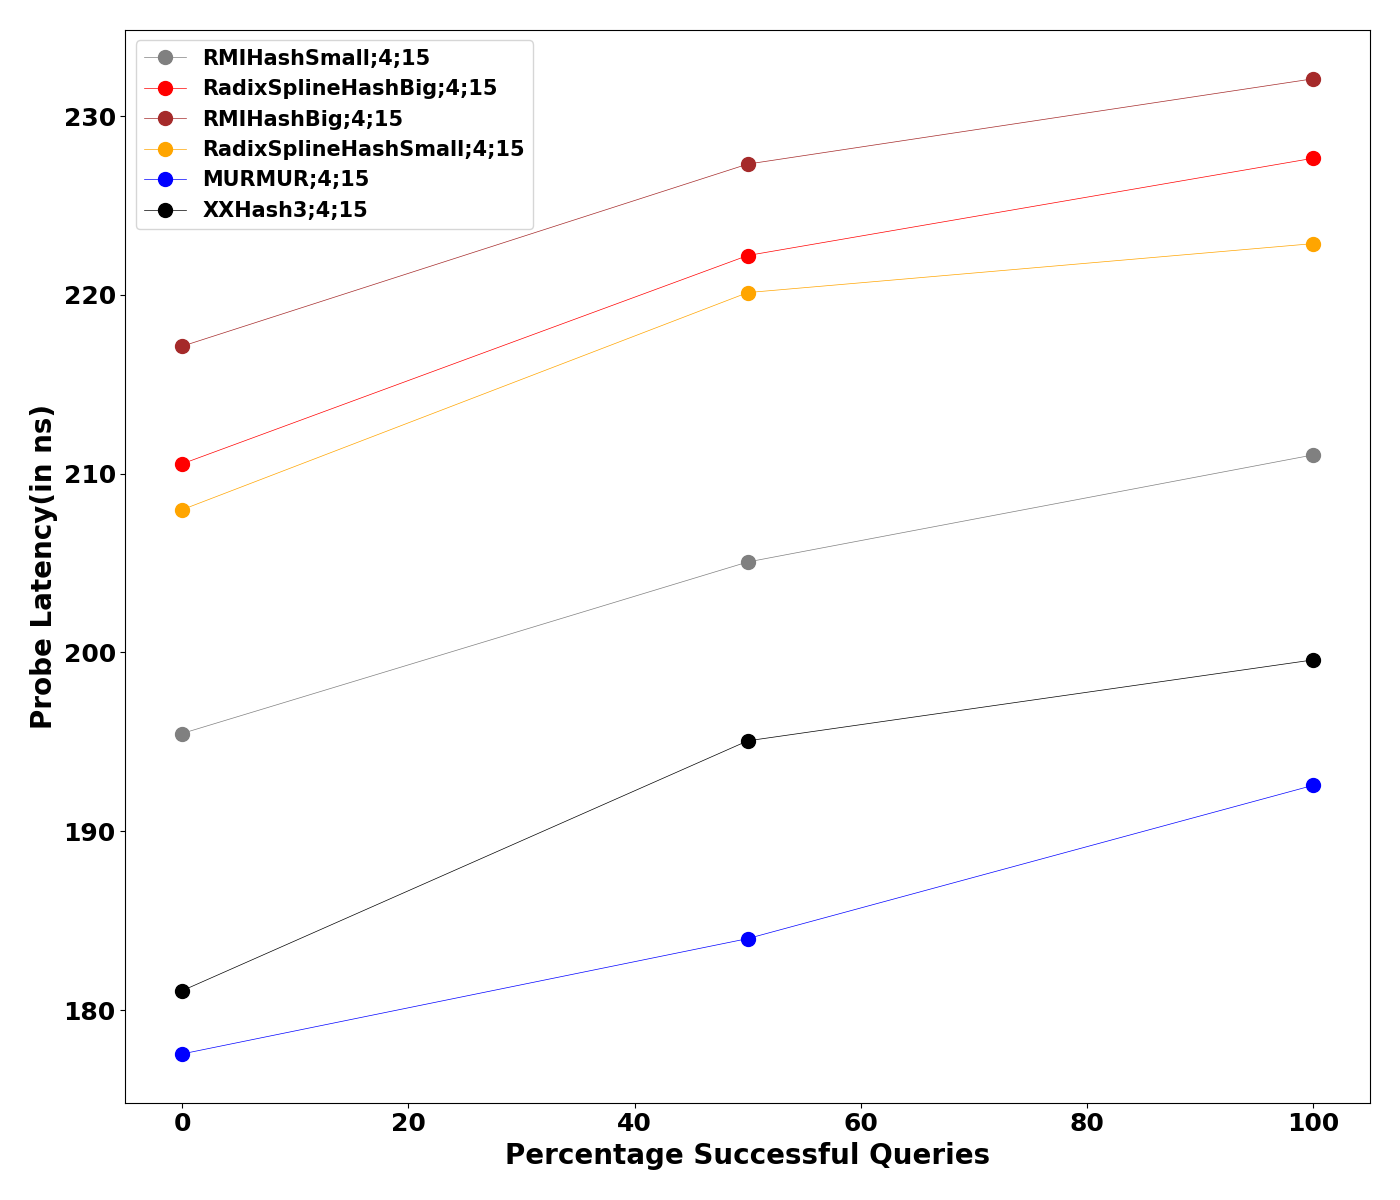 RMIHashSmall;4;15
RadixSplineHashBig;4;15
RMIHashBig;4;15
RadixSplineHashSmall;4;15
MURMUR;4;15
XXHash3;4;15
230
220
210
200
190
180
Probe Latency(in ns)
0 20 40 60 80 100
Percentage Successful Queries